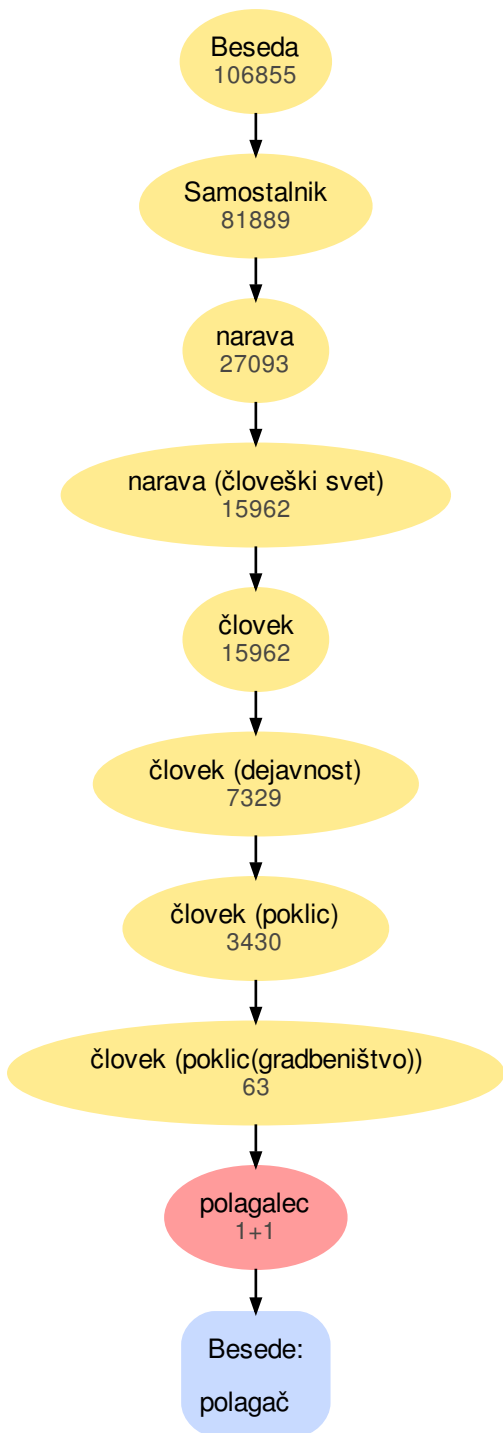 Beseda
106855
Samostalnik
81889
narava
27093
narava (človeški svet)
15962
človek
15962
človek (dejavnost)
7329
človek (poklic)
3430
človek (poklic(gradbeništvo))
63
polagalec
1+1
Besede:
polagač